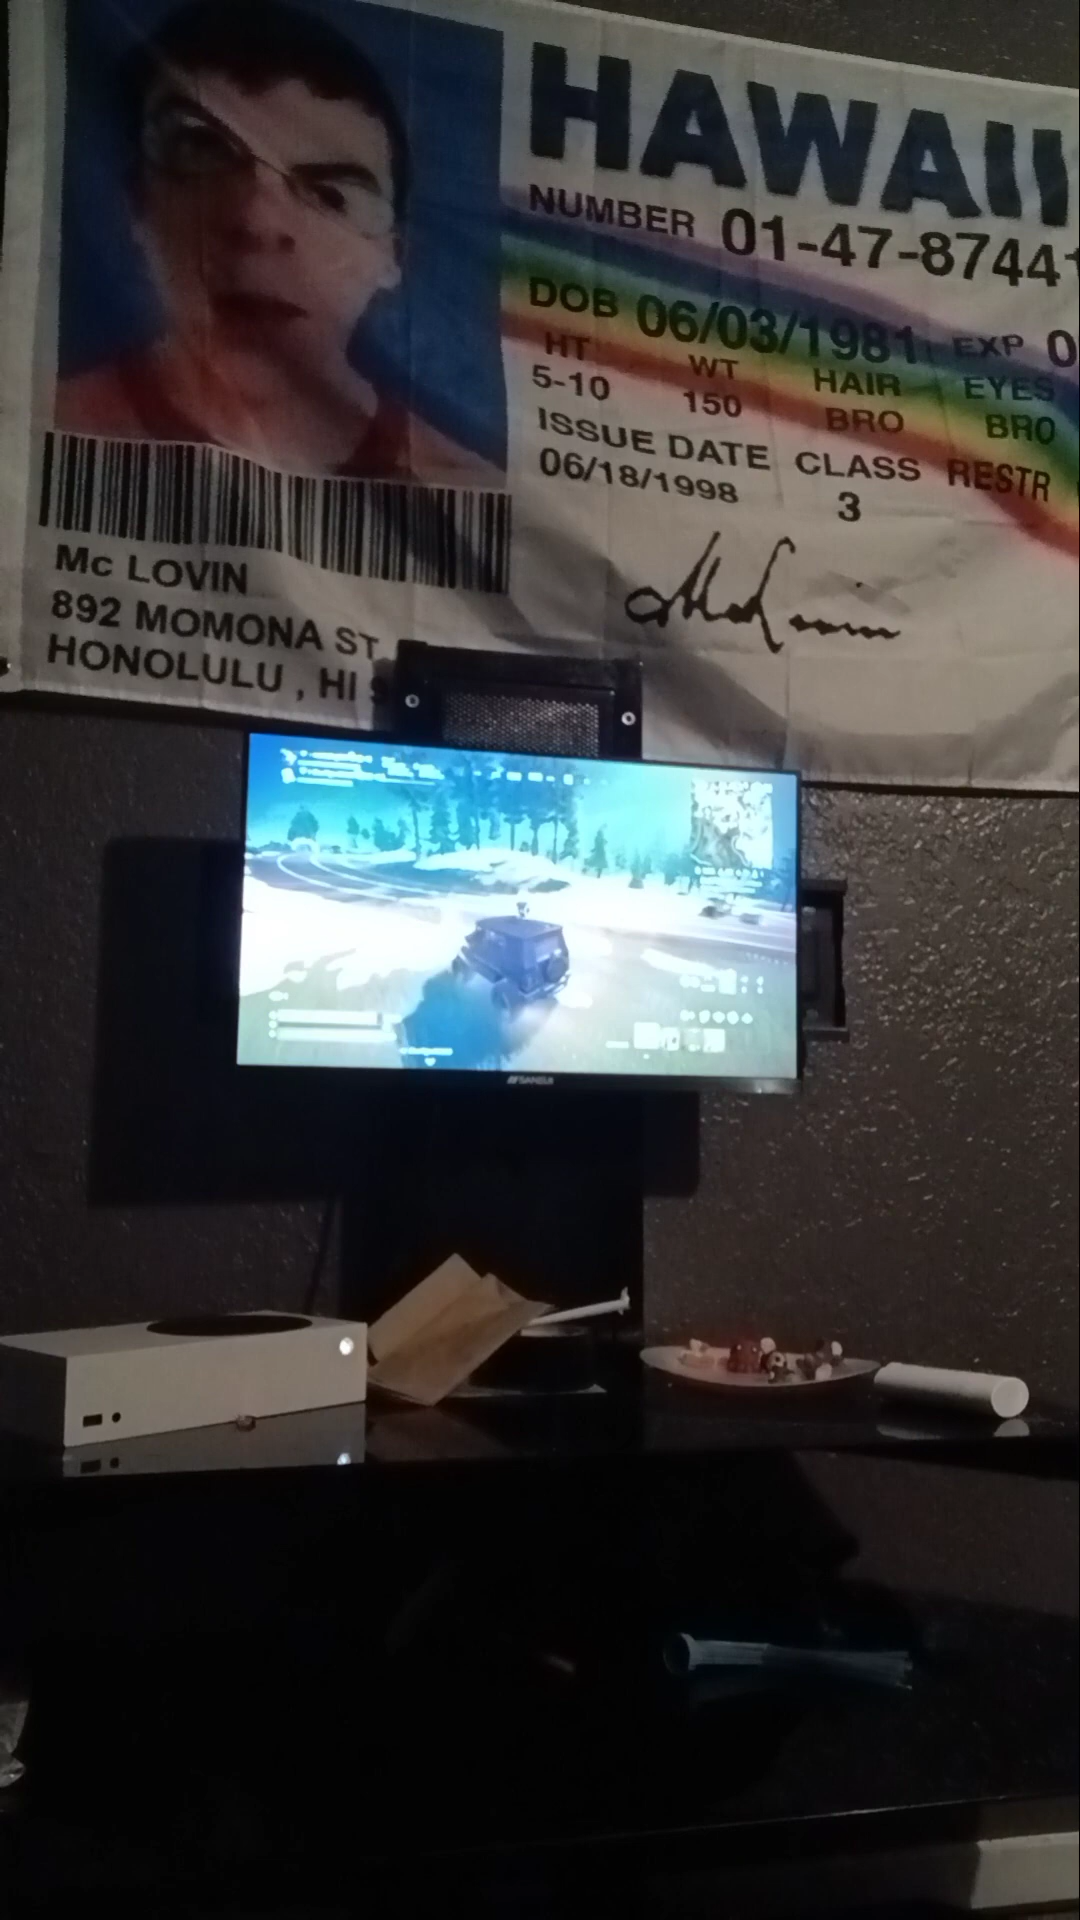 HAWAII
NUMBER 01-47-8744
DOB 06/03/1981 EXP 0
HT WT HAIR EYES
5-10 150 BRO BRO
ISSUE DATE CLASS RESTR
06/18/1998 3
Mc LOVIN
892 MOMONA ST
HONOLULU , HI
SANSUI